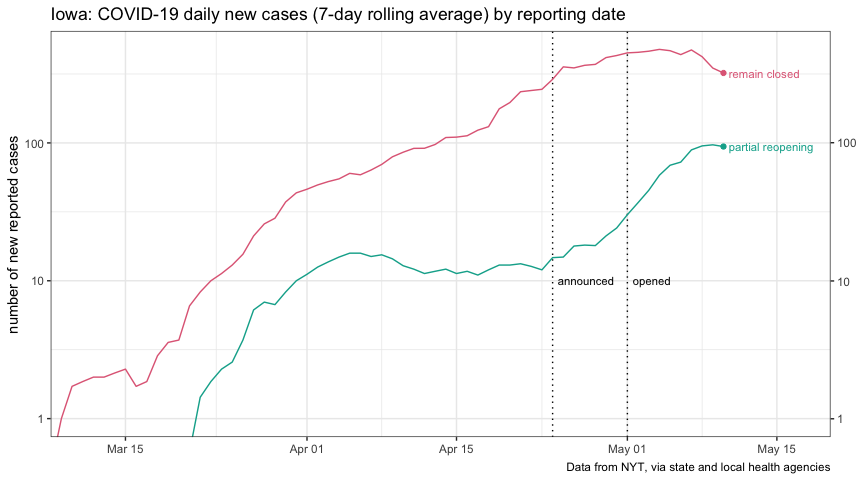 Iowa: COVID-19 daily new cases (7-day rolling average) by reporting date
number of new reported cases
remain closed
100
partial reopening
100
10
announced
opened
10
1
1
Mar 15
Apr 01
Apr 15
May 01
May 15
Data from NYT, via state and local health agencies